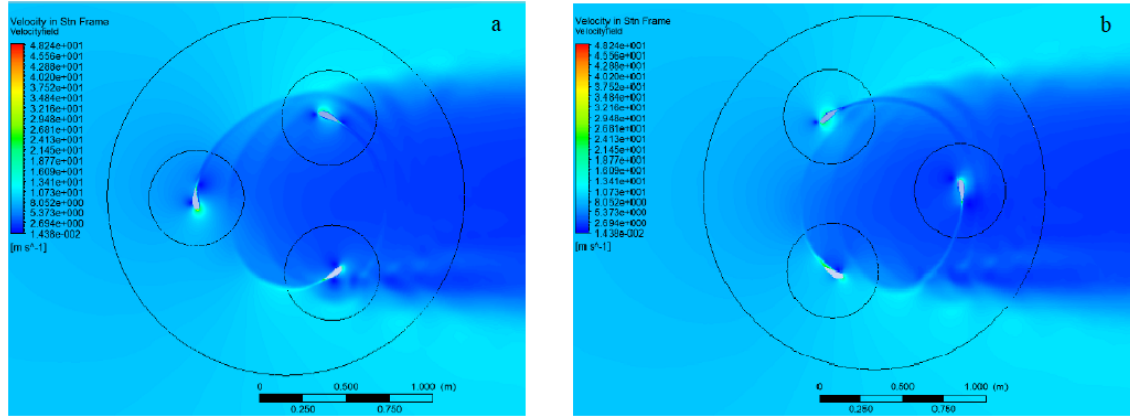 a
Velocity in Stn Frame
Velocityfield
4.824e+001
4.556e+001
4.288e+001
4.020e+001
3.752e+001
3.484e+001
3.216e+001
2.948e+001
2.681e+001
2.413e+001
2.145e+001
1.877e+001
1.609e+001
1.341e+001
1.073e+001
8.052e+000
5.373e+000
2.694e+000
1.438e-002
[m s^-1]
0 0.500 1.000 (m)
0.250 0.750
b
Velocity in Stn Frame
Velocityfield
4.824e+001
4.556e+001
4.288e+001
4.020e+001
3.752e+001
3.484e+001
3.216e+001
2.948e+001
2.681e+001
2.413e+001
2.145e+001
1.877e+001
1.609e+001
1.341e+001
1.073e+001
8.052e+000
5.373e+000
2.694e+000
1.438e-002
[m s^-1]
0 0.500 1.000 (m)
0.250 0.750